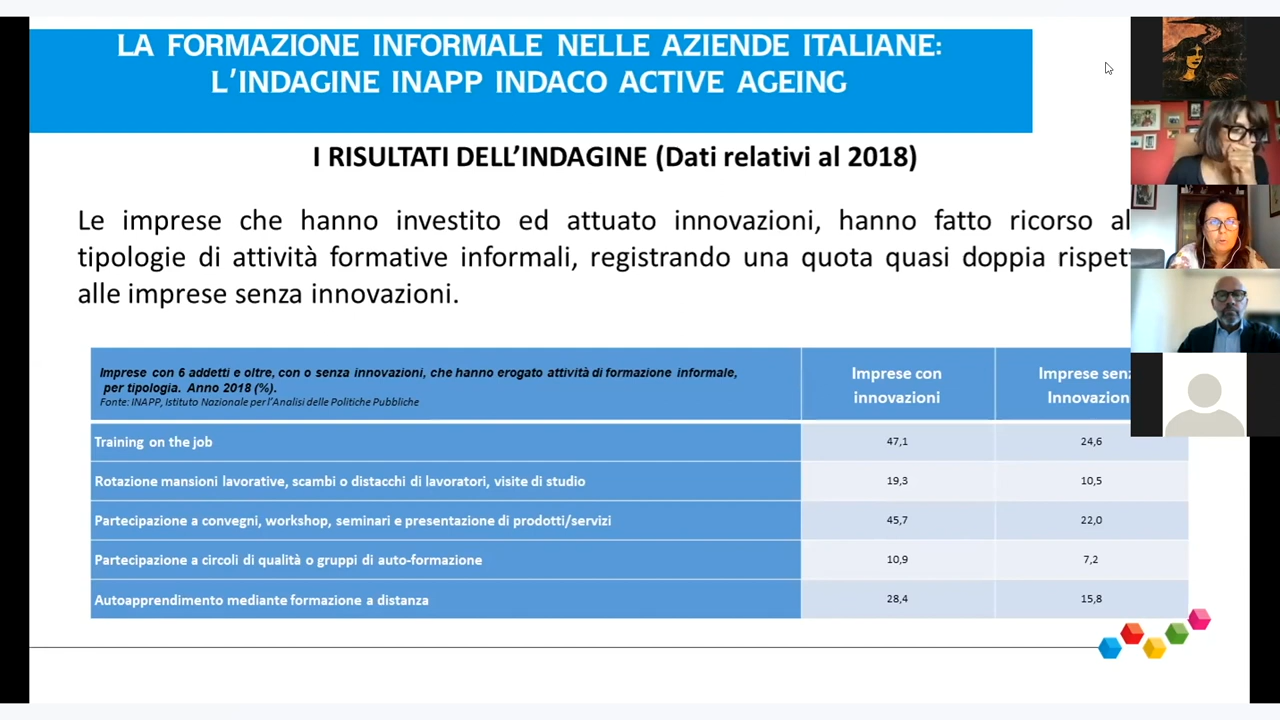 LA FORMAZIONE INFORMALE NELLE AZIENDE ITALIANE:
L'INDAGINE INAPP INDACO ACTIVE AGEING
I RISULTATI DELL'INDAGINE (Dati relativi al 2018)
Le imprese che hanno investito ed attuato innovazioni, hanno fatto ricorso al
tipologie di attività formative informali, registrando una quota quasi doppia rispet
alle imprese senza innovazioni.
Imprese con 6 addetti e oltre, con o senza innovazioni, che hanno erogato attività di formazione informale,
per tipologia. Anno 2018 (%).
Fonte: INAPP, Istituto Nazionale per l'Analisi delle Politiche Pubbliche
Imprese con
innovazioni
Imprese senz
Innovazion
Training on the job 47,1 24,6
Rotazione mansioni lavorative, scambi o distacchi di lavoratori, visite di studio 19,3 10,5
Partecipazione a convegni, workshop, seminari e presentazione di prodotti/servizi 45,7 22,0
Partecipazione a circoli di qualità o gruppi di auto-formazione 10,9 7,2
Autoapprendimento mediante formazione a distanza 28,4 15,8